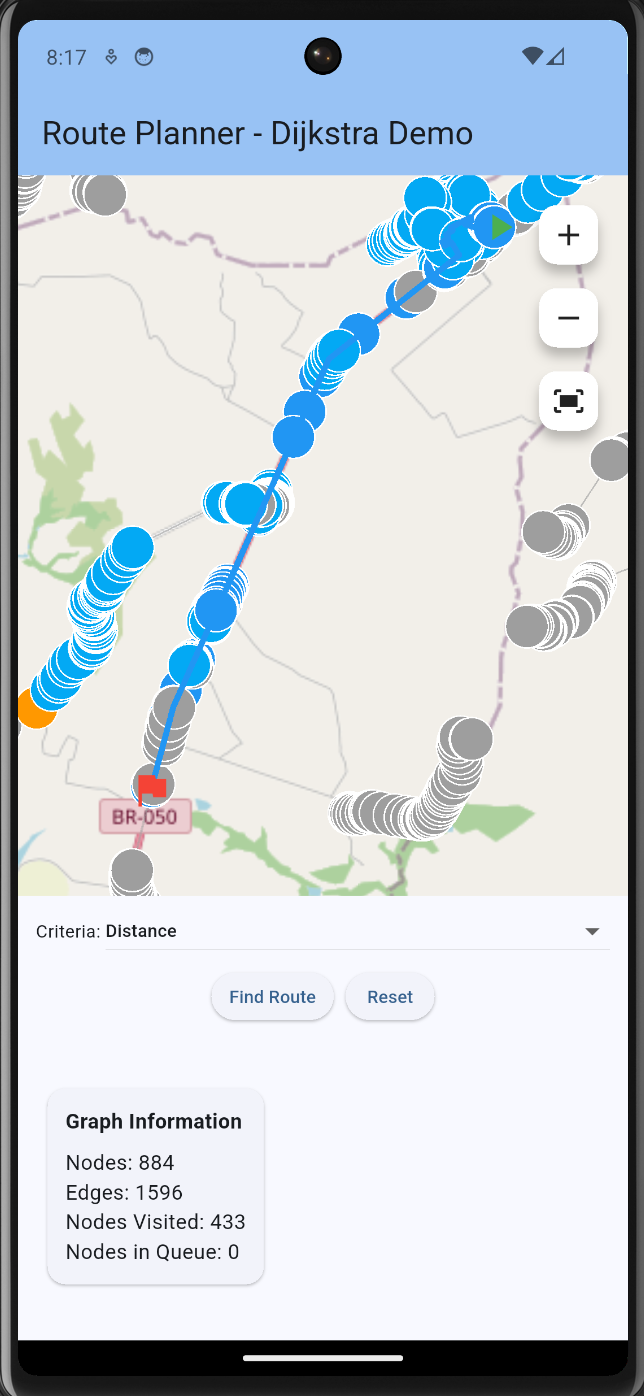 8:17
Route Planner - Dijkstra Demo
+
−
BR-050
Criteria: Distance
Find Route Reset
Graph Information
Nodes: 884
Edges: 1596
Nodes Visited: 433
Nodes in Queue: 0